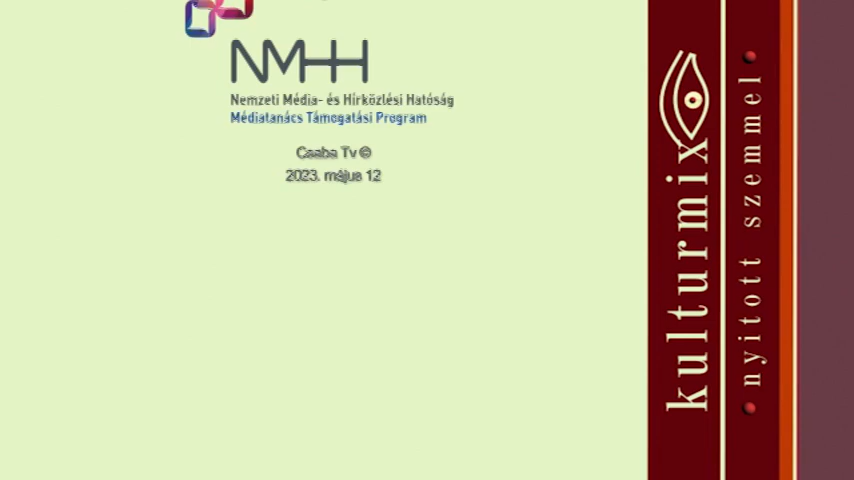 NMHH
Nemzeti Média- és Hírközlési Hatóság
Médiatanács Támogatási Program
Csaba Tv ©
2023. május 12
kulturmix
• nyitott szemmel •